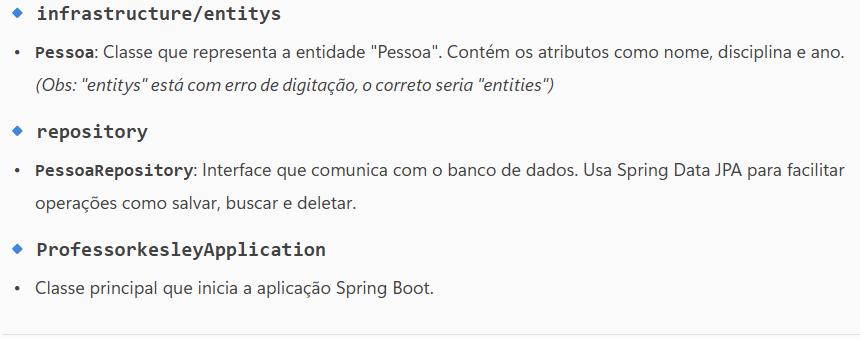 infrastructure/entitys
• Pessoa: Classe que representa a entidade "Pessoa". Contém os atributos como nome, disciplina e ano.
(Obs: "entitys" está com erro de digitação, o correto seria "entities")
repository
• PessoaRepository: Interface que comunica com o banco de dados. Usa Spring Data JPA para facilitar
operações como salvar, buscar e deletar.
ProfessorkesleyApplication
• Classe principal que inicia a aplicação Spring Boot.